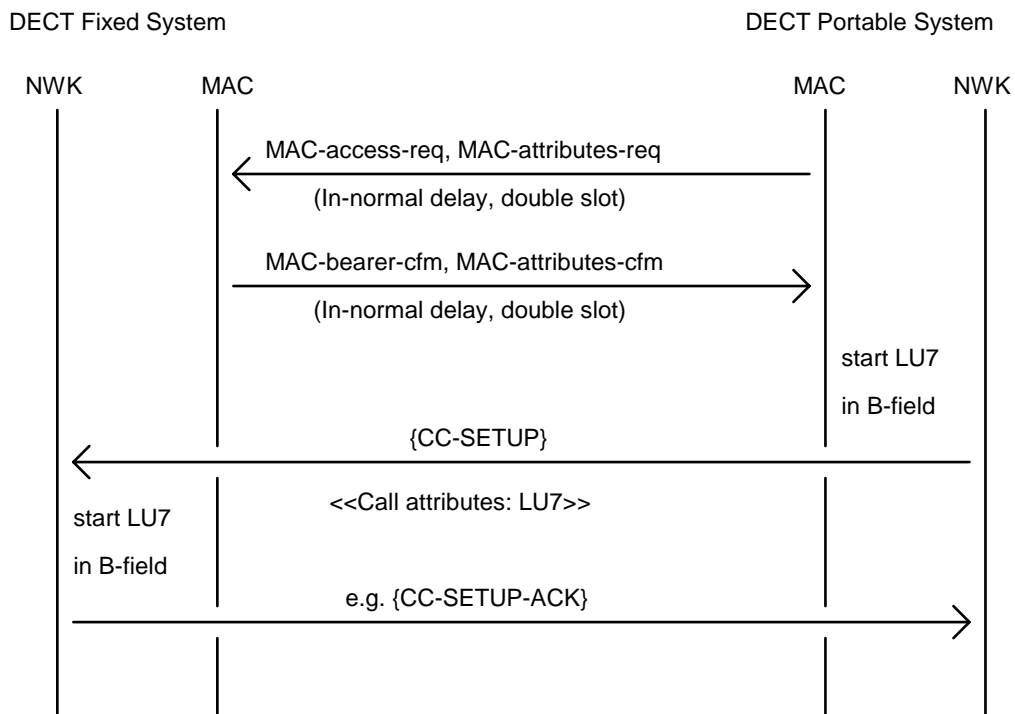 DECT Fixed System
DECT Portable System
NWK
MAC
MAC
NWK
MAC-access-req, MAC-attributes-req
(In-normal delay, double slot)
MAC-bearer-cfm, MAC-attributes-cfm
(In-normal delay, double slot)
start LU7
in B-field
{CC-SETUP}
<<Call attributes: LU7>>
start LU7
in B-field
e.g. {CC-SETUP-ACK}